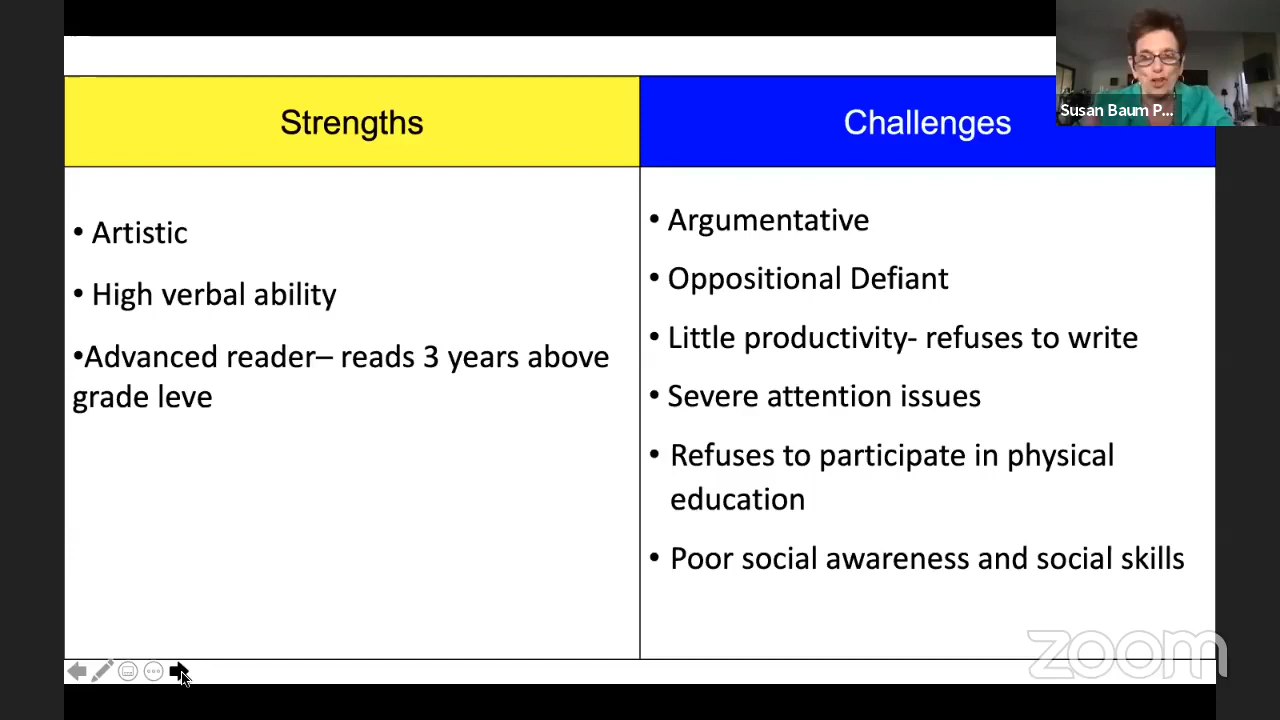 Strengths
Challenges
• Artistic
• High verbal ability
•Advanced reader– reads 3 years above
grade leve
• Argumentative
• Oppositional Defiant
• Little productivity- refuses to write
• Severe attention issues
• Refuses to participate in physical
education
• Poor social awareness and social skills
Susan Baum P...
zoom